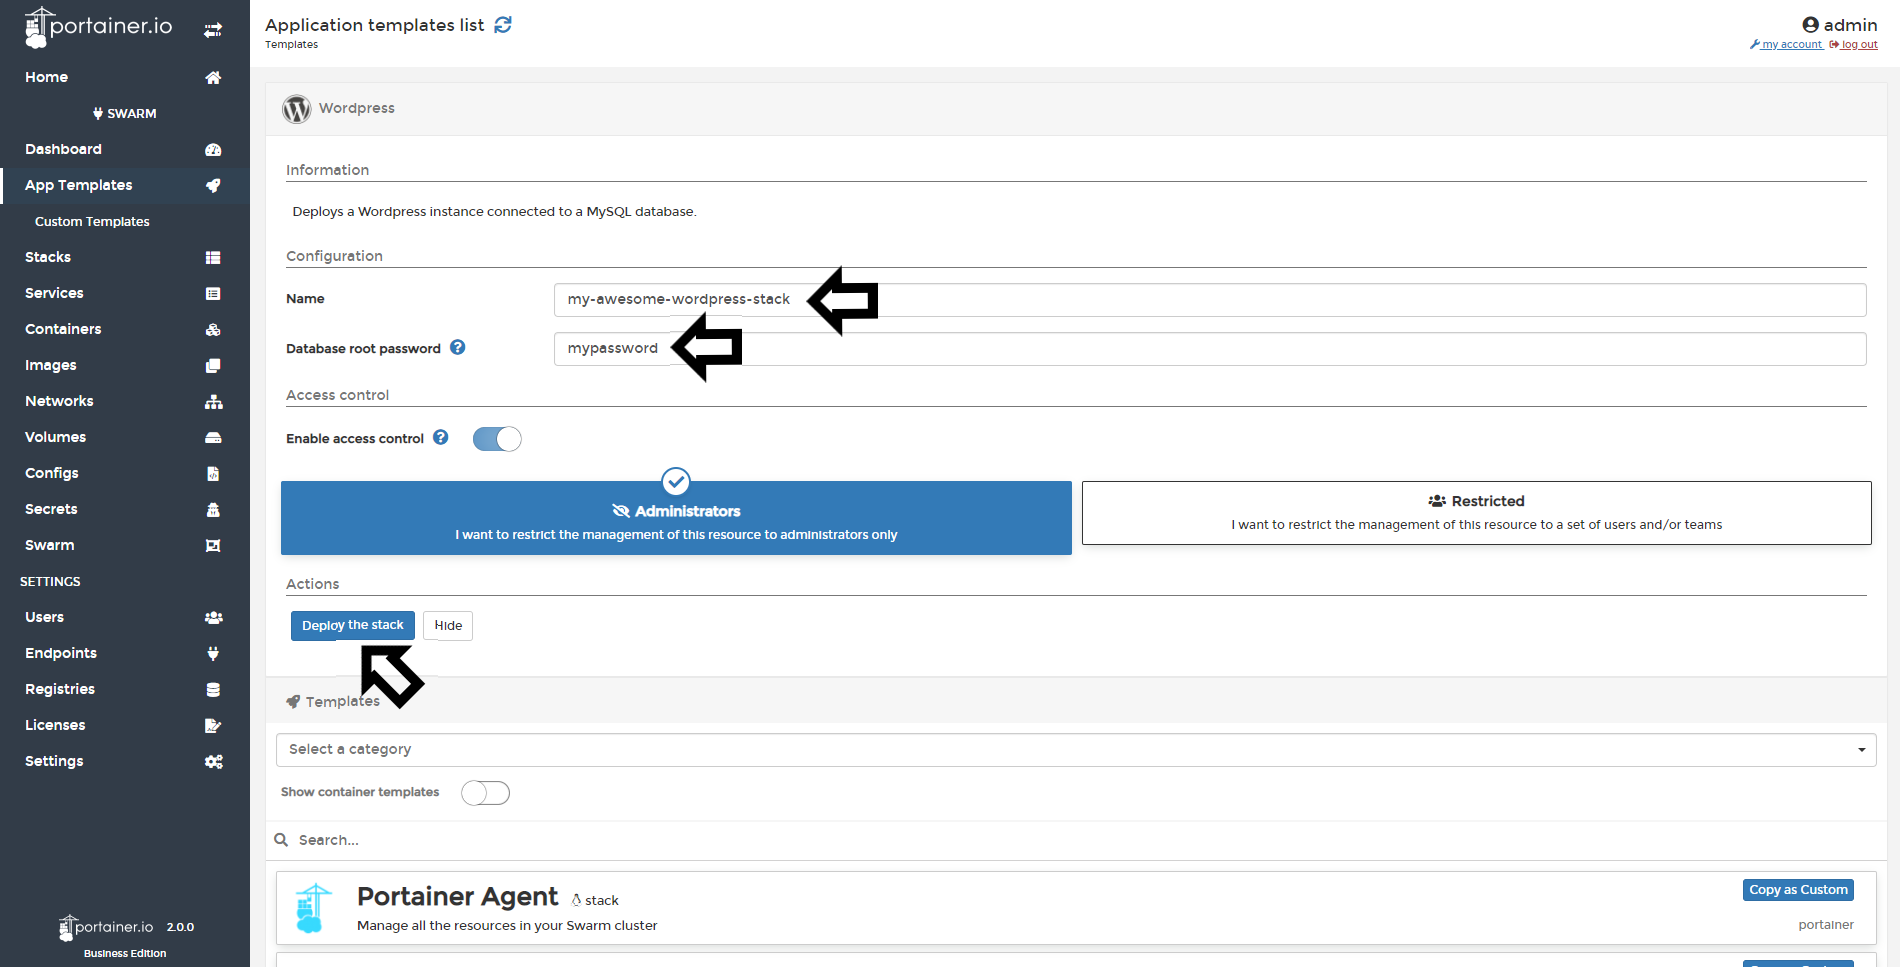 portainer.io
Home
SWARM
Dashboard
App Templates
Custom Templates
Stacks
Services
Containers
Images
Networks
Volumes
Configs
Secrets
Swarm
SETTINGS
Users
Endpoints
Registries
Licenses
Settings
portainer.io 2.0.0
Business Edition
Application templates list
Templates
admin
my account log out
Wordpress
Information
Deploys a Wordpress instance connected to a MySQL database.
Configuration
Name my-awesome-wordpress-stack
Database root password mypassword
Access control
Enable access control
Administrators
I want to restrict the management of this resource to administrators only
Restricted
I want to restrict the management of this resource to a set of users and/or teams
Actions
Deploy the stack Hide
Templates
Select a category
Show container templates
Search...
Portainer Agent stack
Copy as Custom
Manage all the resources in your Swarm cluster
portainer